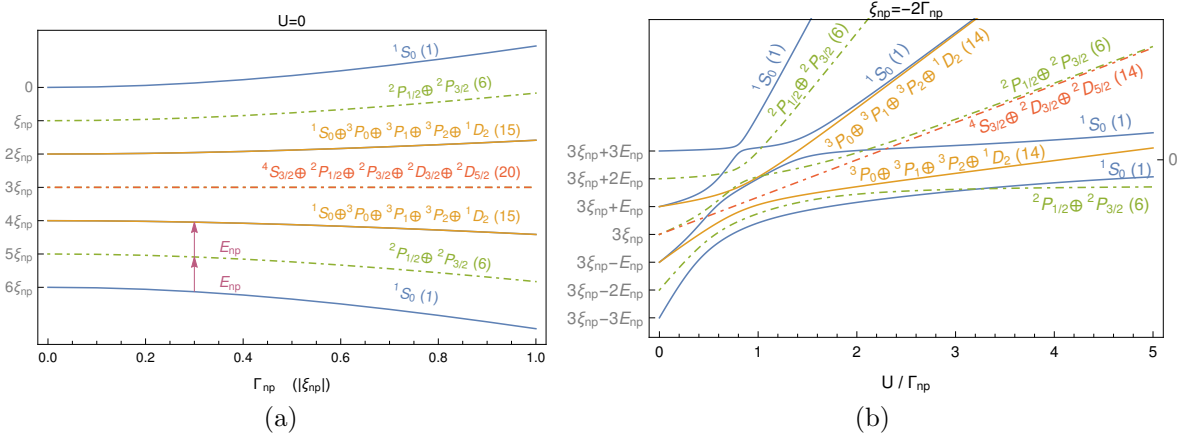 U=0
¹S₀ (1)
0
²P₁/₂⊕ ²P₃/₂ (6)
ξₙₚ
¹S₀⊕³P₀⊕³P₁⊕³P₂⊕¹D₂ (15)
2ξₙₚ
⁴S₃/₂⊕²P₁/₂⊕²P₃/₂⊕²D₃/₂⊕²D₅/₂ (20)
3ξₙₚ
¹S₀⊕³P₀⊕³P₁⊕³P₂⊕¹D₂ (15)
4ξₙₚ
Eₙₚ
²P₁/₂⊕ ²P₃/₂ (6)
5ξₙₚ
Eₙₚ
¹S₀ (1)
6ξₙₚ
0.0 0.2 0.4 0.6 0.8 1.0
Γₙₚ (|ξₙₚ|)
(a)
ξₙₚ=−2Γₙₚ
¹S₀ (1)
²P₁/₂⊕ ²P₃/₂ (6)
¹S₀ (1)
³P₀⊕³P₁⊕³P₂⊕¹D₂ (14)
²P₁/₂⊕ ²P₃/₂ (6)
⁴S₃/₂⊕²D₃/₂⊕²D₅/₂ (14)
¹S₀ (1)
³P₀⊕³P₁⊕³P₂⊕¹D₂ (14)
¹S₀ (1)
²P₁/₂⊕ ²P₃/₂ (6)
0
3ξₙₚ+3Eₙₚ
3ξₙₚ+2Eₙₚ
3ξₙₚ+Eₙₚ
3ξₙₚ
3ξₙₚ−Eₙₚ
3ξₙₚ−2Eₙₚ
3ξₙₚ−3Eₙₚ
0 1 2 3 4 5
U / Γₙₚ
(b)